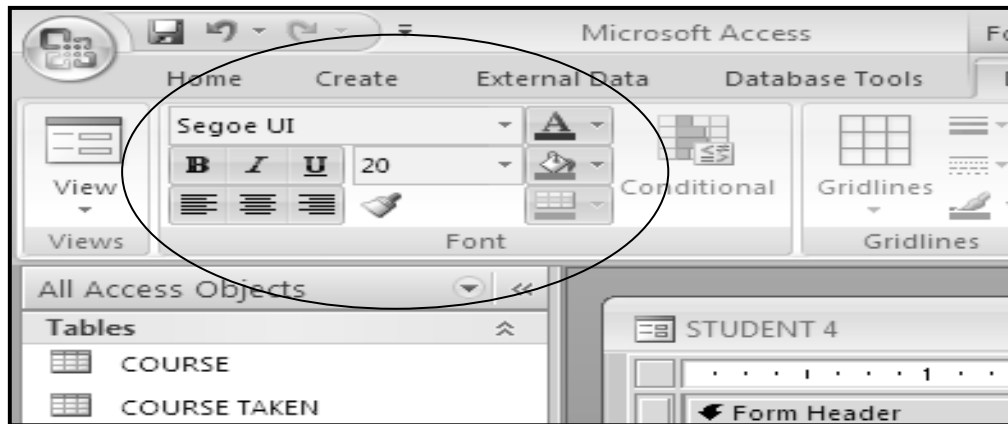 Microsoft Access
Home Create External Data Database Tools
Segoe UI A
B I U 20
View Conditional Gridlines
Views Font Gridlines
All Access Objects
Tables
STUDENT 4
COURSE
1
COURSE TAKEN
Form Header